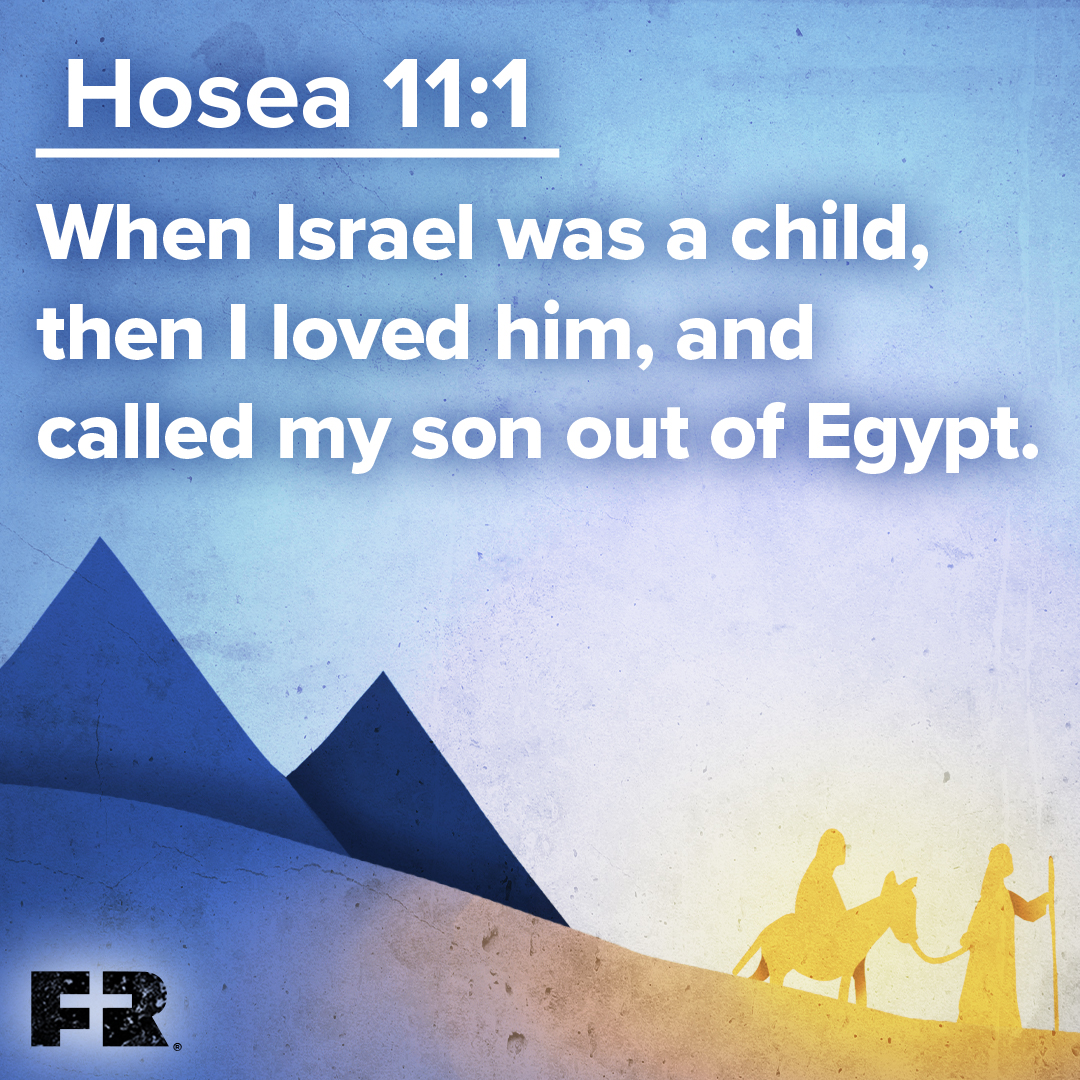 Hosea 11:1
When Israel was a child,
then I loved him, and
called my son out of Egypt.
FR®